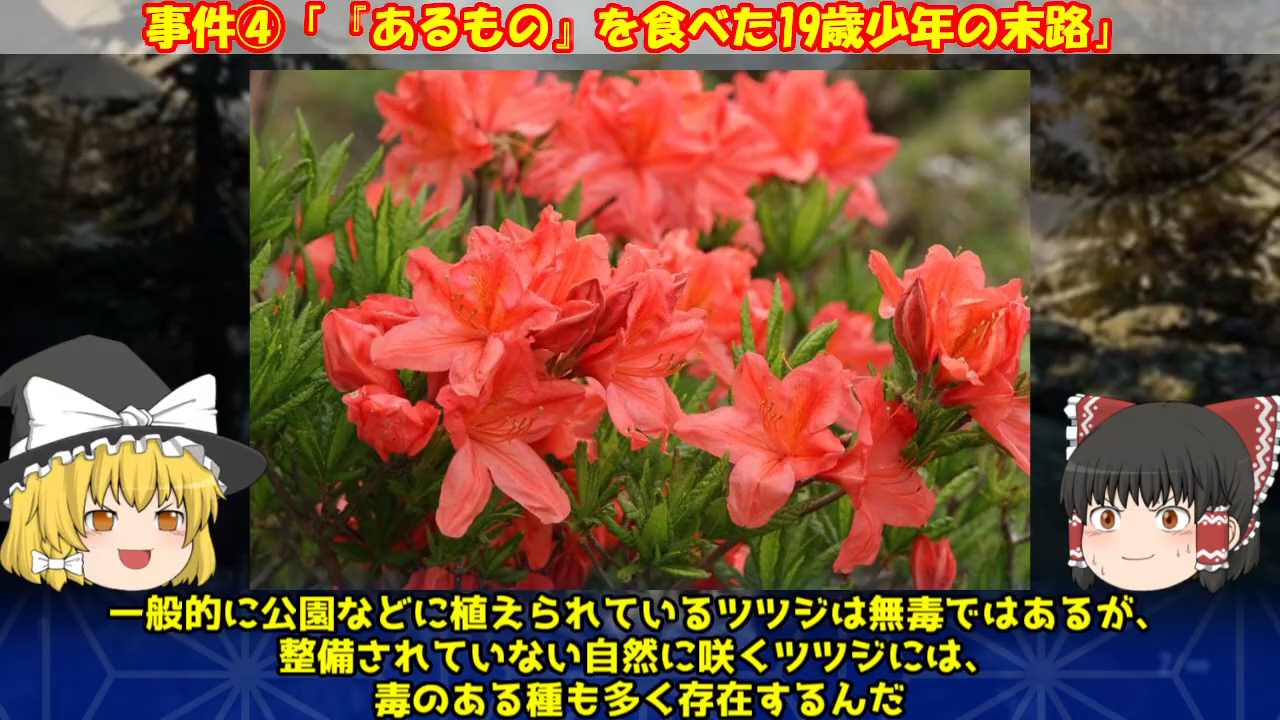 事件④「『あるもの』を食べた19歳少年の末路」
一般的に公園などに植えられているツツジは無毒ではあるが、
整備されていない自然に咲くツツジには、
毒のある種も多く存在するんだ